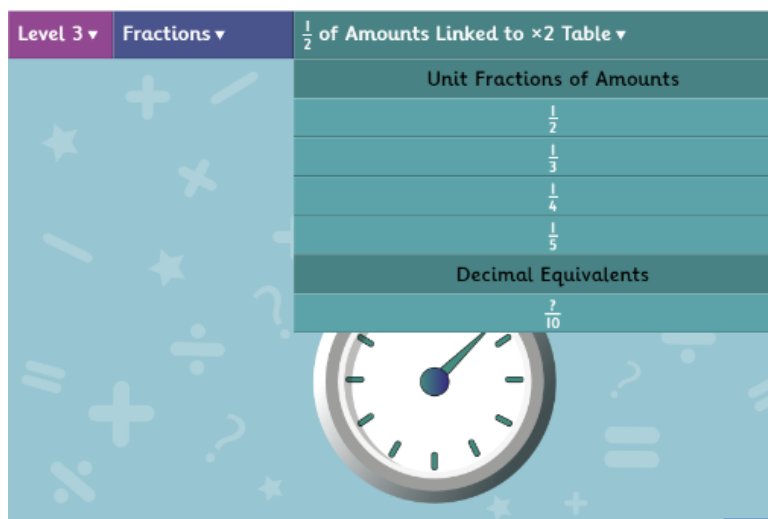 Level 3 ▾ Fractions ▾ 1/2 of Amounts Linked to ×2 Table ▾
Unit Fractions of Amounts
1/2
1/3
1/4
1/5
Decimal Equivalents
?/10